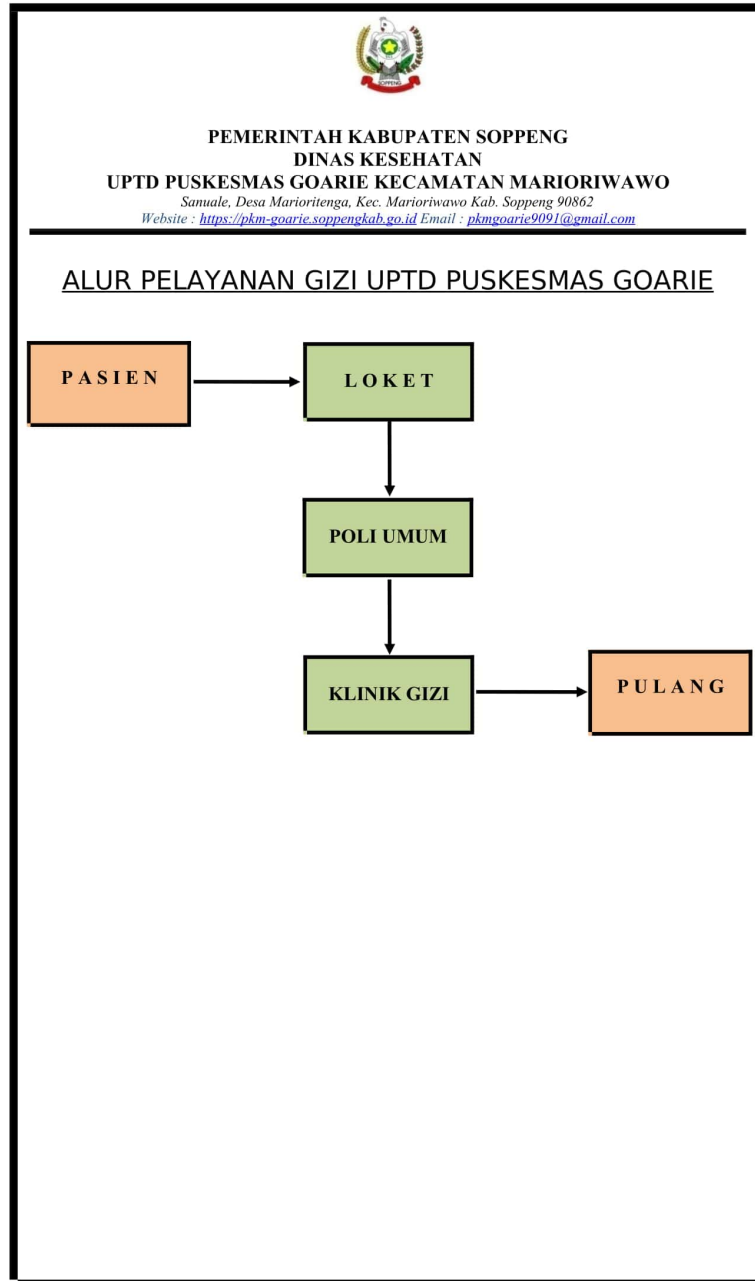 SOPPENG
PEMERINTAH KABUPATEN SOPPENG
DINAS KESEHATAN
UPTD PUSKESMAS GOARIE KECAMATAN MARIORIWAWO
Sanuale, Desa Marioritenga, Kec. Marioriwawo Kab. Soppeng 90862
Website : https://pkm-goarie.soppengkab.go.id Email : pkmgoarie9091@gmail.com
ALUR PELAYANAN GIZI UPTD PUSKESMAS GOARIE
P A S I E N
L O K E T
POLI UMUM
KLINIK GIZI
P U L A N G